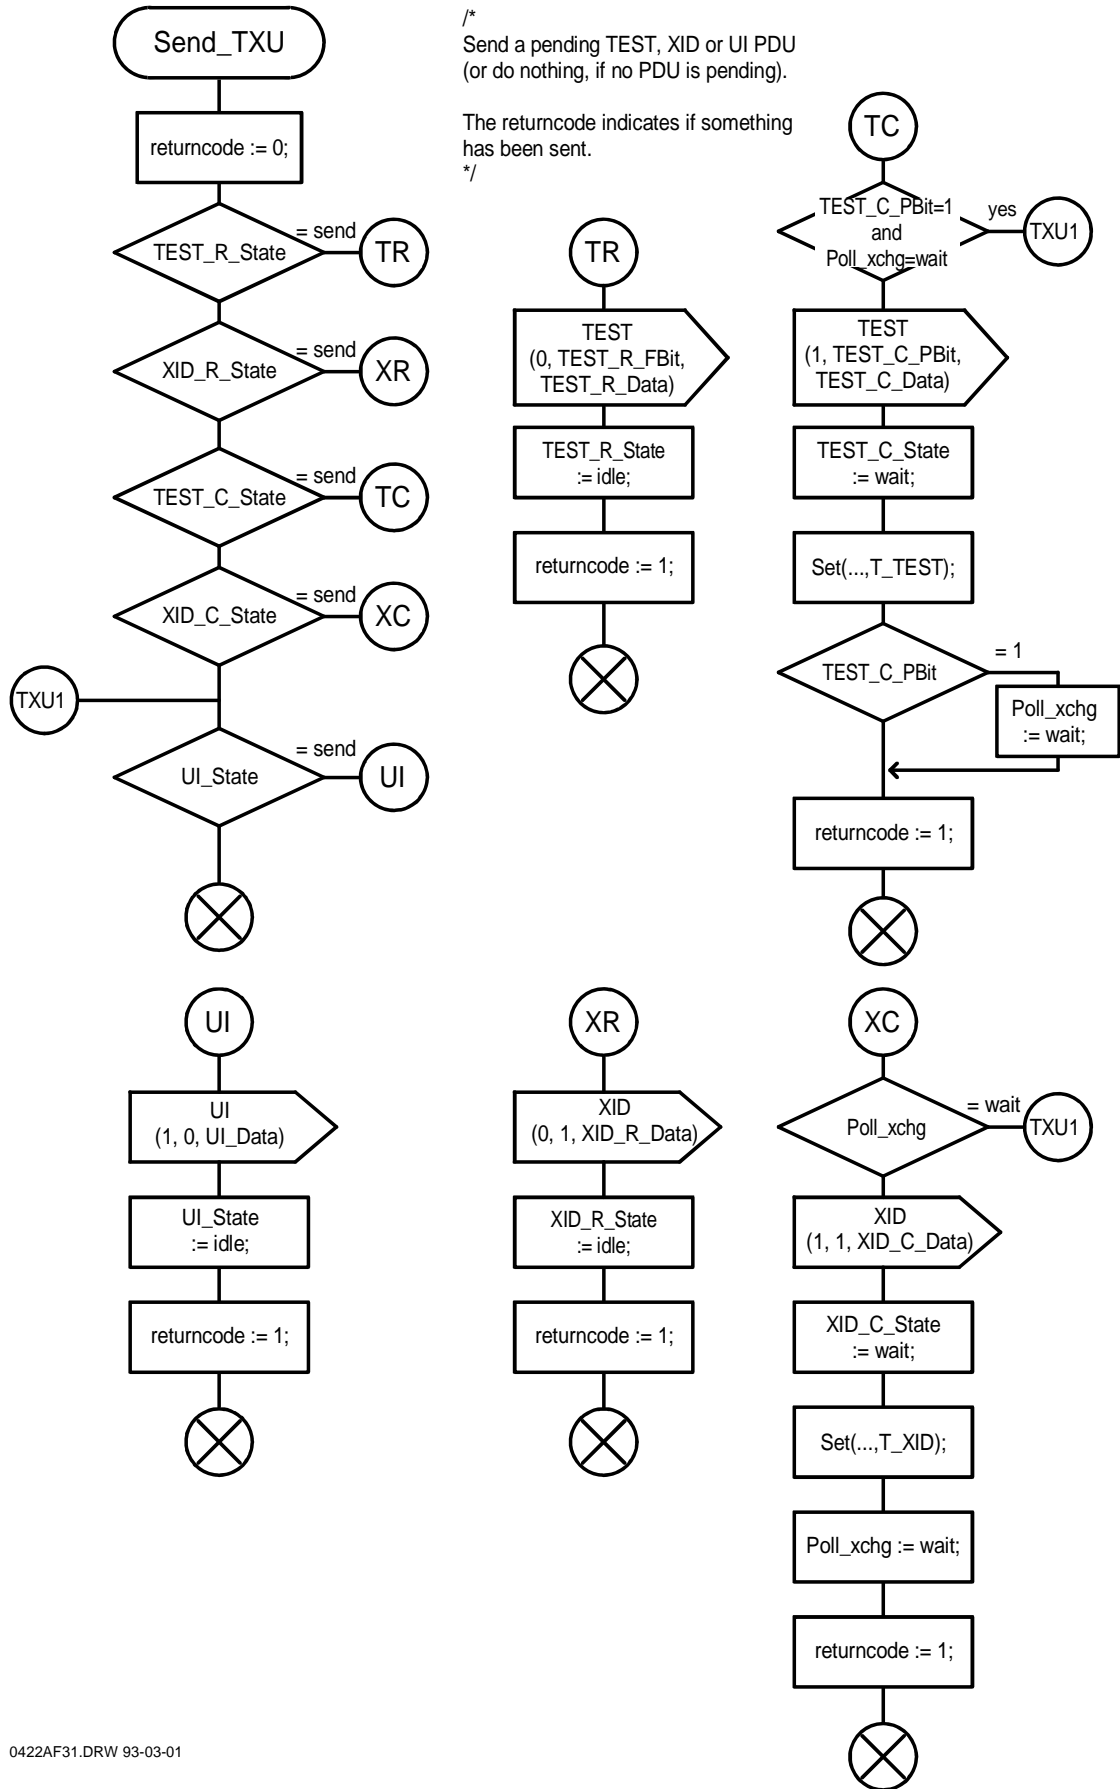 Send_TXU
returncode := 0;
TEST_R_State
= send
TR
XID_R_State
= send
XR
TEST_C_State
= send
TC
XID_C_State
= send
XC
TXU1
UI_State
= send
UI
/*
Send a pending TEST, XID or UI PDU
(or do nothing, if no PDU is pending).
The returncode indicates if something
has been sent.
*/
TR
TEST
(0, TEST_R_FBit,
TEST_R_Data)
TEST_R_State
:= idle;
returncode := 1;
TC
TEST_C_PBit=1
and
Poll_xchg=wait
yes
TXU1
TEST
(1, TEST_C_PBit,
TEST_C_Data)
TEST_C_State
:= wait;
Set(...,T_TEST);
TEST_C_PBit
= 1
Poll_xchg
:= wait;
returncode := 1;
UI
UI
(1, 0, UI_Data)
UI_State
:= idle;
returncode := 1;
XR
XID
(0, 1, XID_R_Data)
XID_R_State
:= idle;
returncode := 1;
XC
Poll_xchg
= wait
TXU1
XID
(1, 1, XID_C_Data)
XID_C_State
:= wait;
Set(...,T_XID);
Poll_xchg := wait;
returncode := 1;
0422AF31.DRW 93-03-01